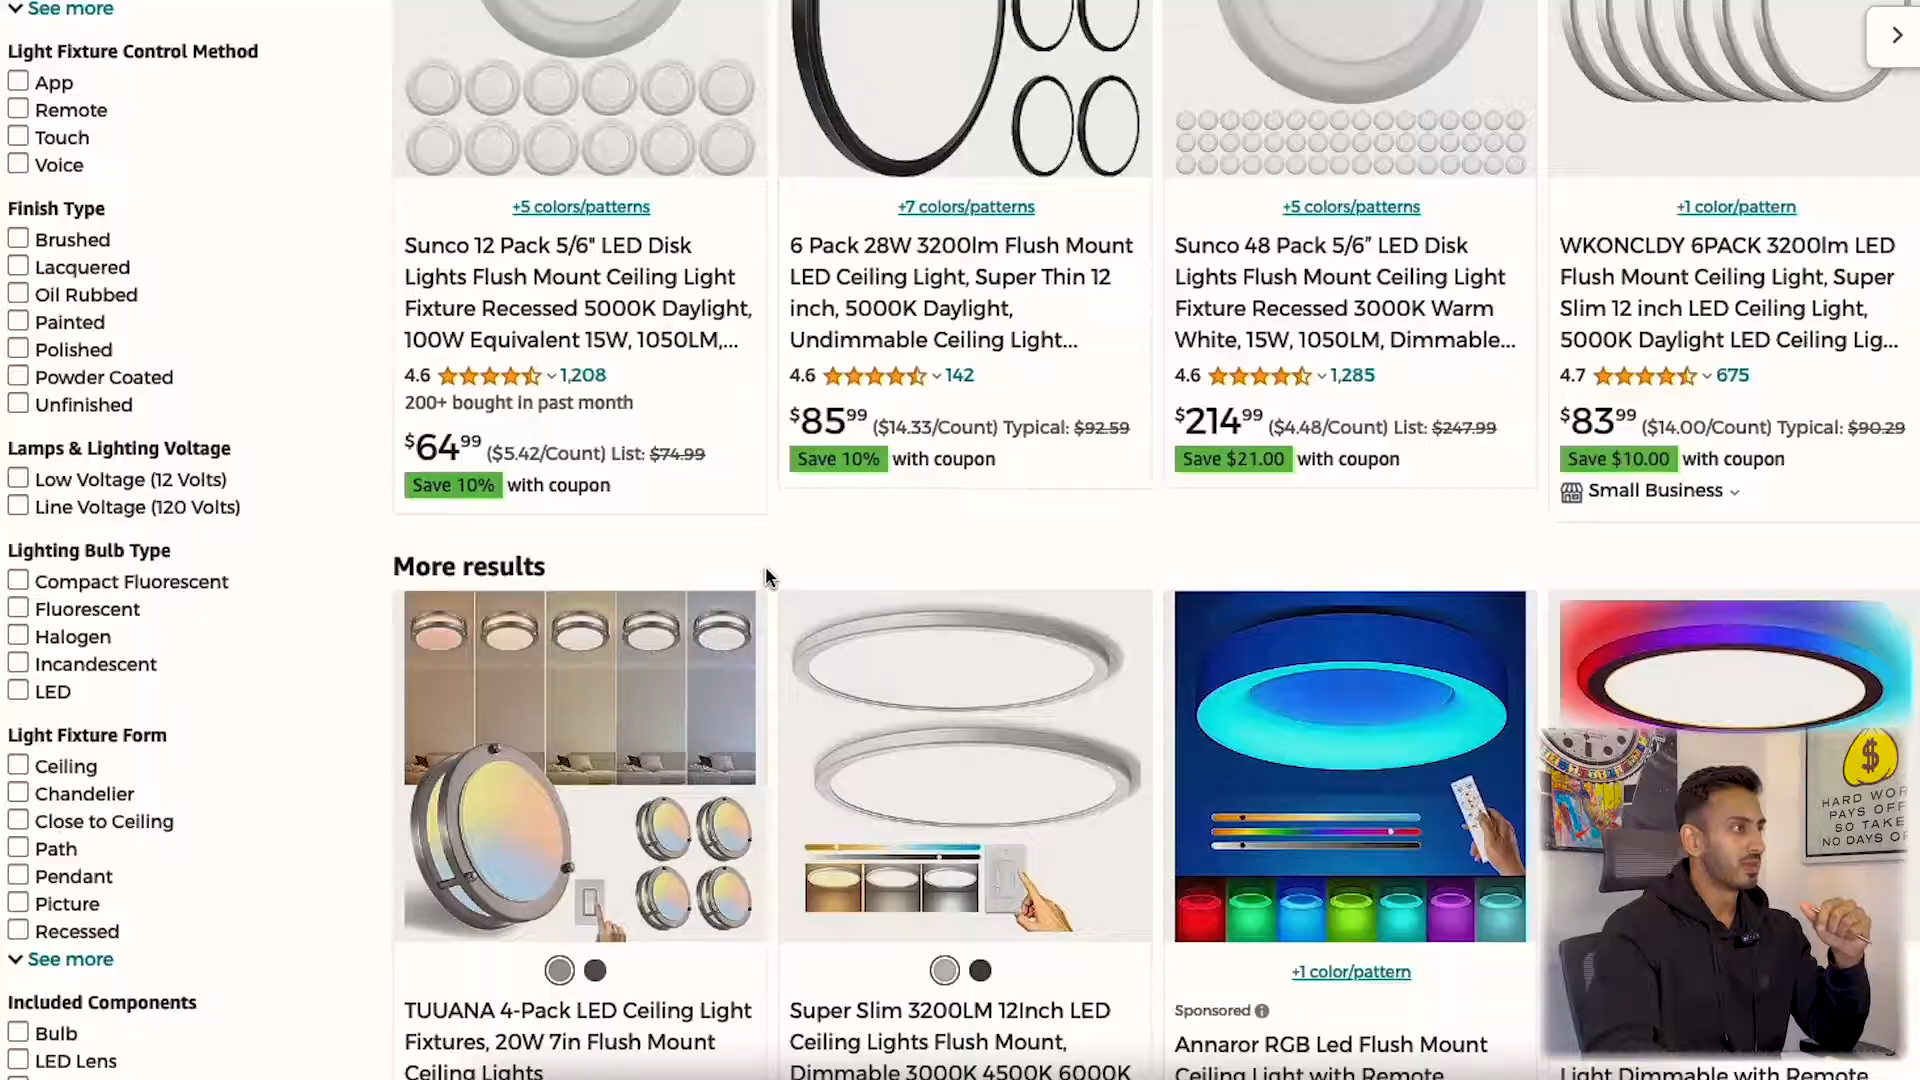 See more
Light Fixture Control Method
App
Remote
Touch
Voice
Finish Type
Brushed
Lacquered
Oil Rubbed
Painted
Polished
Powder Coated
Unfinished
Lamps & Lighting Voltage
Low Voltage (12 Volts)
Line Voltage (120 Volts)
Lighting Bulb Type
Compact Fluorescent
Fluorescent
Halogen
Incandescent
LED
Light Fixture Form
Ceiling
Chandelier
Close to Ceiling
Path
Pendant
Picture
Recessed
See more
Included Components
Bulb
LED Lens
+5 colors/patterns
Sunco 12 Pack 5/6" LED Disk
Lights Flush Mount Ceiling Light
Fixture Recessed 5000K Daylight,
100W Equivalent 15W, 1050LM,...
4.6 1,208
200+ bought in past month
$64.99 ($5.42/Count) List: $74.99
Save 10% with coupon
+7 colors/patterns
6 Pack 28W 3200lm Flush Mount
LED Ceiling Light, Super Thin 12
inch, 5000K Daylight,
Undimmable Ceiling Light...
4.6 142
$85.99 ($14.33/Count) Typical: $92.59
Save 10% with coupon
+5 colors/patterns
Sunco 48 Pack 5/6” LED Disk
Lights Flush Mount Ceiling Light
Fixture Recessed 3000K Warm
White, 15W, 1050LM, Dimmable...
4.6 1,285
$214.99 ($4.48/Count) List: $247.99
Save $21.00 with coupon
+1 color/pattern
WKONCLDY 6PACK 3200lm LED
Flush Mount Ceiling Light, Super
Slim 12 inch LED Ceiling Light,
5000K Daylight LED Ceiling Lig...
4.7 675
$83.99 ($14.00/Count) Typical: $90.29
Save $10.00 with coupon
Small Business
More results
TUUANA 4-Pack LED Ceiling Light
Fixtures, 20W 7in Flush Mount
Ceiling Lights
Super Slim 3200LM 12Inch LED
Ceiling Lights Flush Mount,
Dimmable 3000K 4500K 6000K
+1 color/pattern
Sponsored
Annaror RGB Led Flush Mount
Ceiling Light with Remote
Light Dimmable with Remote
$
HARD WOR
PAYS OFF
SO TAKE
NO DAYS O